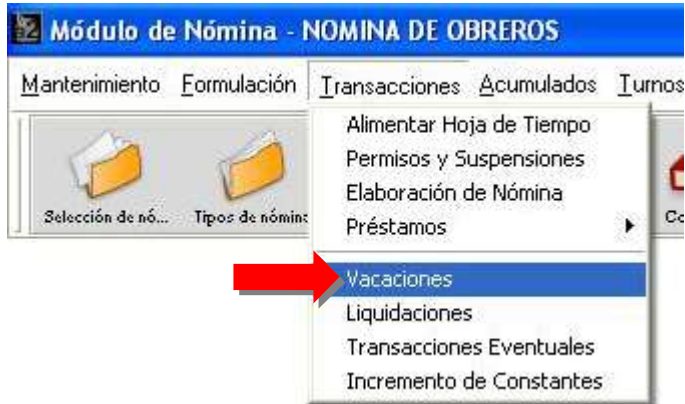 Módulo de Nómina - NOMINA DE OBREROS
Mantenimiento Formulación Transacciones Acumulados Turnos
Alimentar Hoja de Tiempo
Permisos y Suspensiones
Elaboración de Nómina
Préstamos
Selección de nó... Tipos de nómina
Vacaciones
Liquidaciones
Transacciones Eventuales
Incremento de Constantes